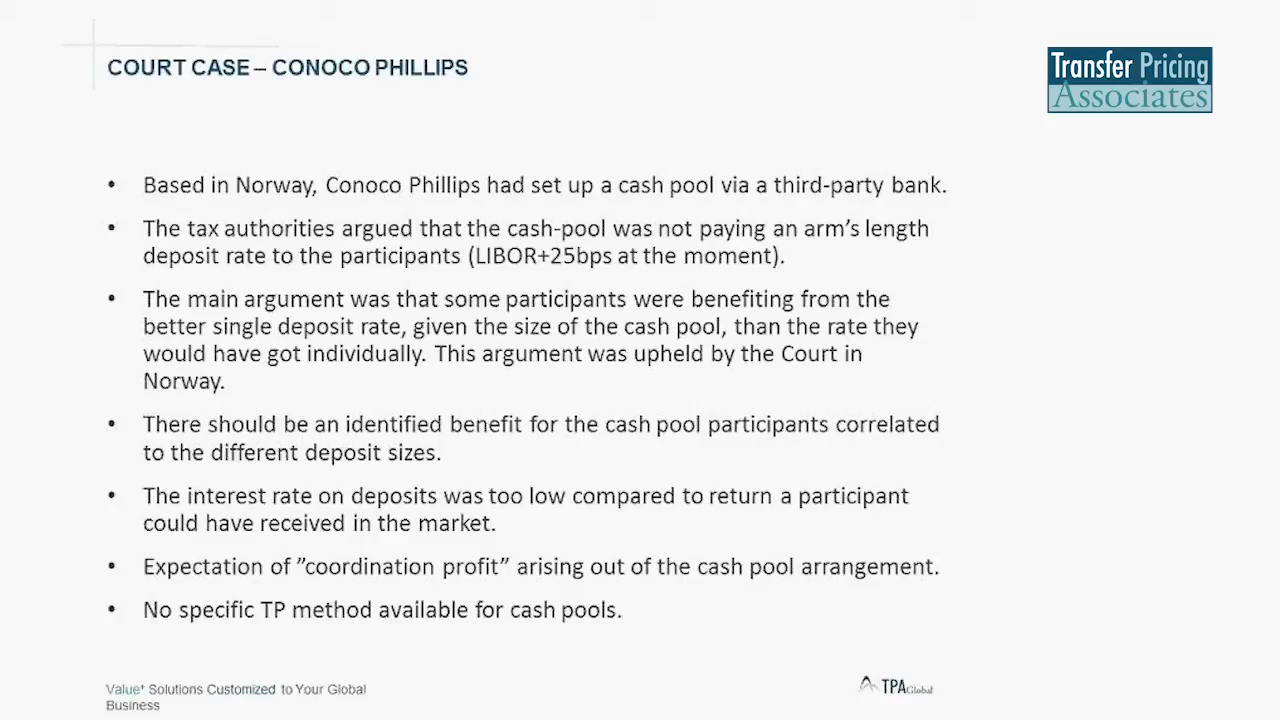 COURT CASE – CONOCO PHILLIPS
Transfer Pricing
Associates
• Based in Norway, Conoco Phillips had set up a cash pool via a third-party bank.
• The tax authorities argued that the cash-pool was not paying an arm's length
deposit rate to the participants (LIBOR+25bps at the moment).
• The main argument was that some participants were benefiting from the
better single deposit rate, given the size of the cash pool, than the rate they
would have got individually. This argument was upheld by the Court in
Norway.
• There should be an identified benefit for the cash pool participants correlated
to the different deposit sizes.
• The interest rate on deposits was too low compared to return a participant
could have received in the market.
• Expectation of ”coordination profit” arising out of the cash pool arrangement.
• No specific TP method available for cash pools.
Value⁺ Solutions Customized to Your Global
Business
TPA Global